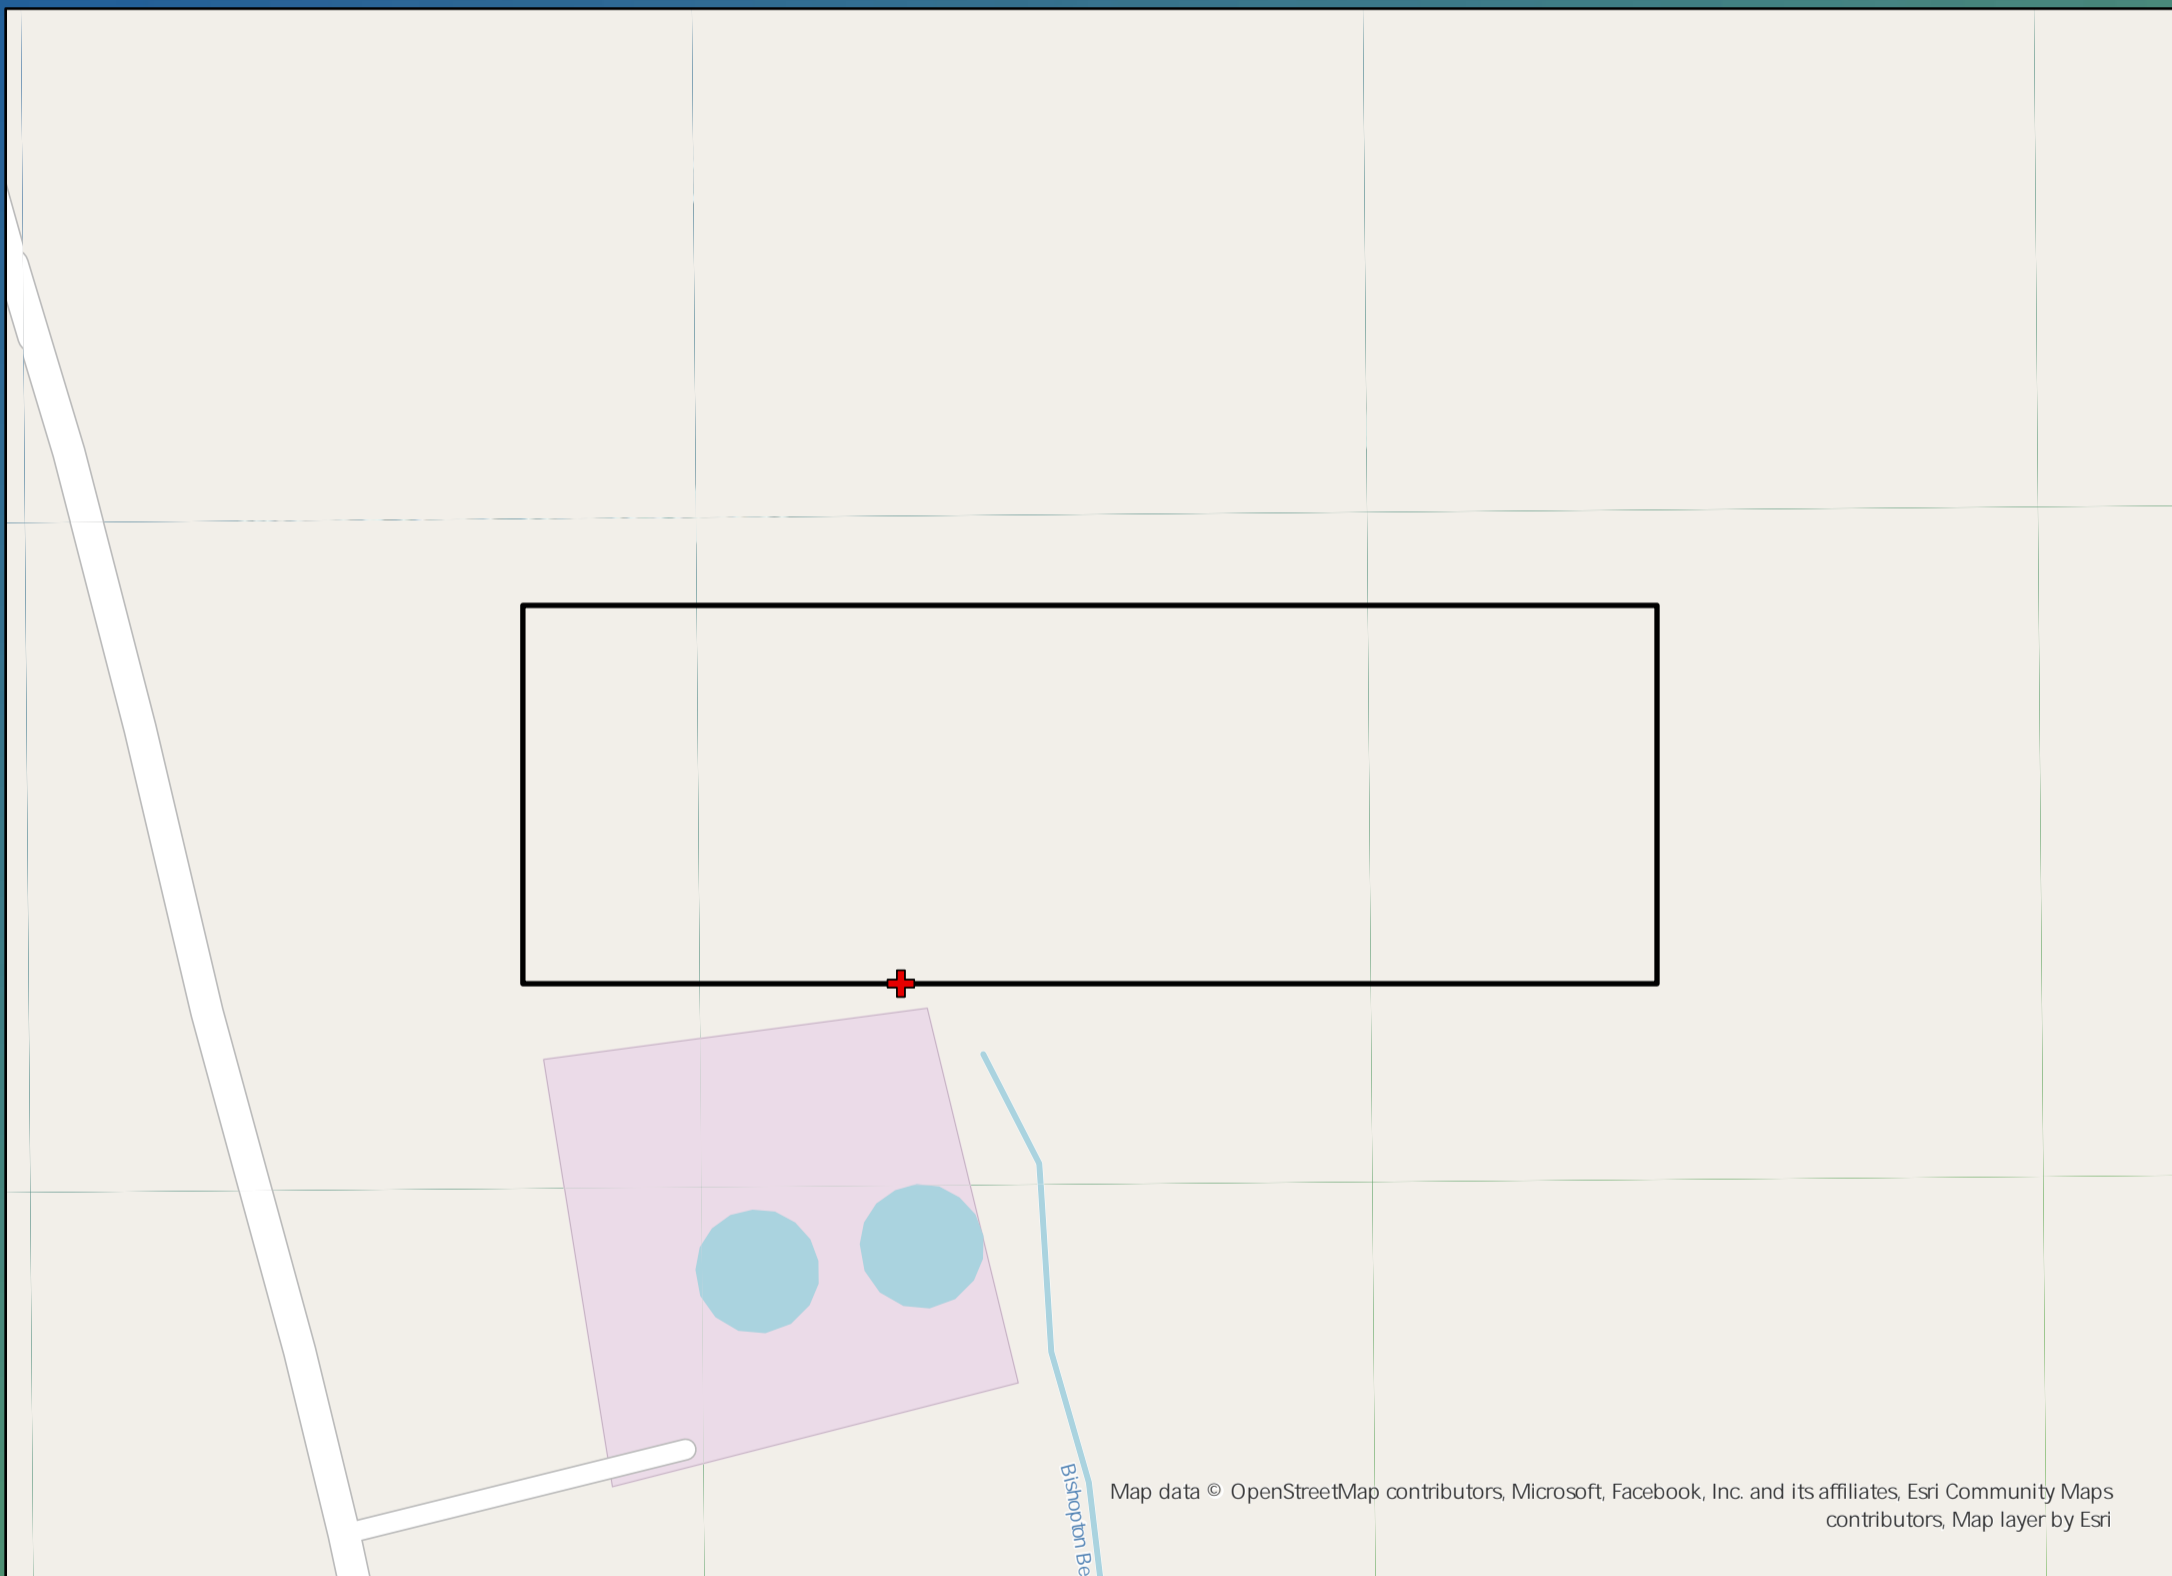 Bishopton Be
Map data © OpenStreetMap contributors, Microsoft, Facebook, Inc. and its affiliates, Esri Community Maps
contributors, Map layer by Esri